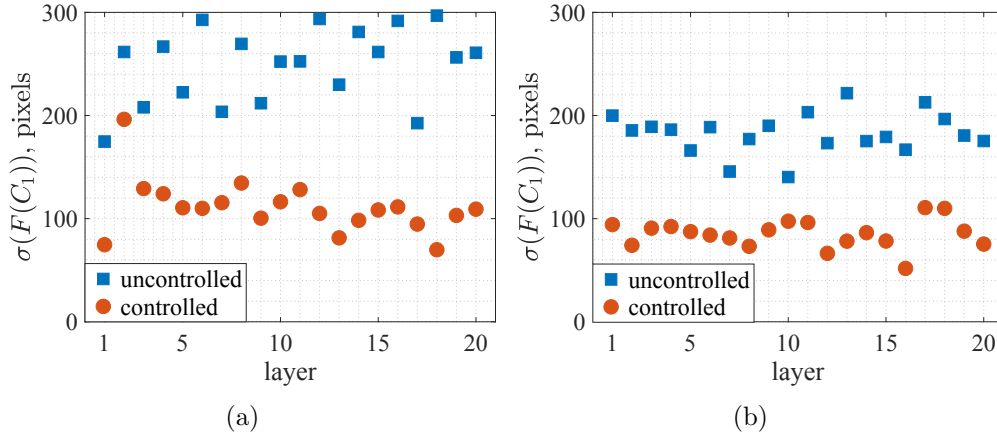 300
200
100
0
σ(F(C₁)), pixels
uncontrolled
controlled
1 5 10 15 20
layer
(a)
300
200
100
0
σ(F(C₁)), pixels
uncontrolled
controlled
1 5 10 15 20
layer
(b)